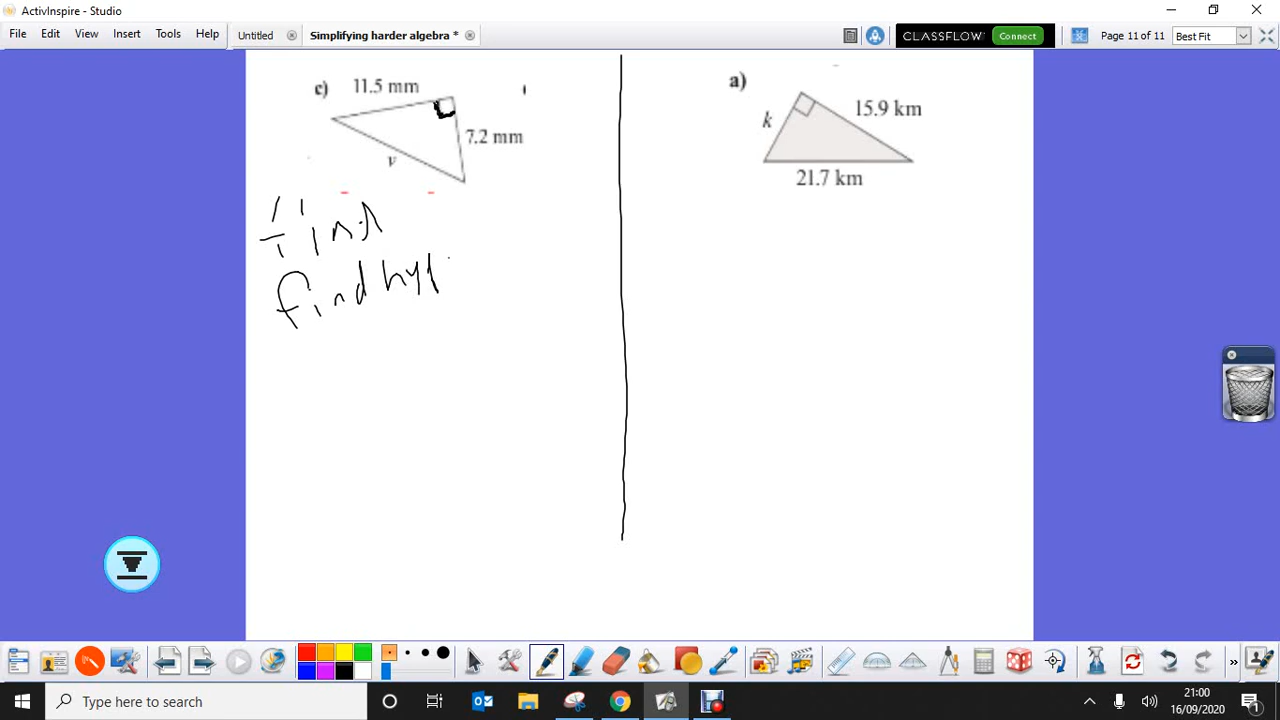 ActivInspire - Studio
File Edit View Insert Tools Help Untitled Simplifying harder algebra * CLASSFLOW Connect Page 11 of 11 Best Fit
c) 11.5 mm
7.2 mm
v
find
find hyp
a)
15.9 km
k
21.7 km
Type here to search
21:00
16/09/2020